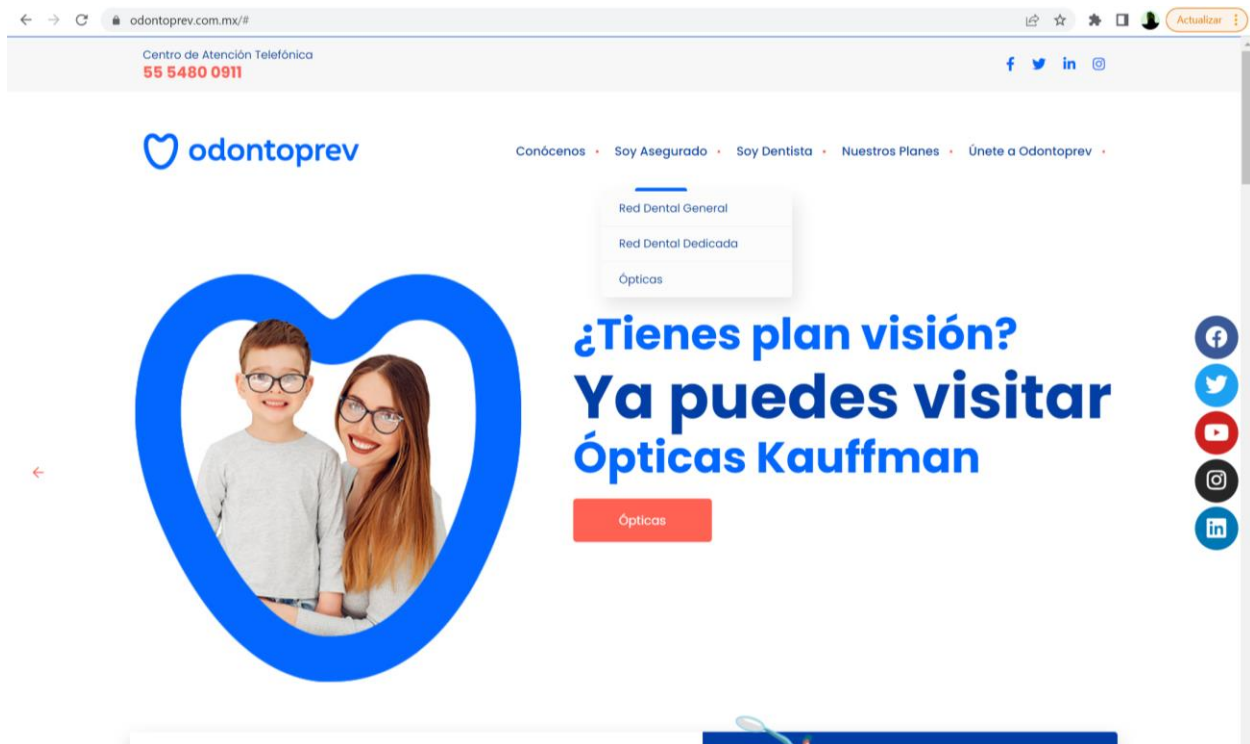 odontoprev.com.mx/#
Actualizar
Centro de Atención Telefónica
55 5480 0911
odontoprev
Conócenos
Soy Asegurado
Soy Dentista
Nuestros Planes
Únete a Odontoprev
Red Dental General
Red Dental Dedicada
Ópticas
¿Tienes plan visión?
Ya puedes visitar
Ópticas Kauffman
Ópticas